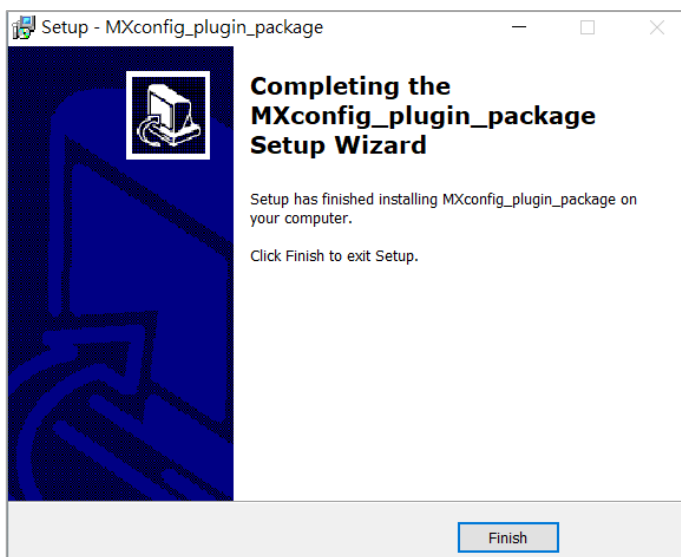 Setup - MXconfig_plugin_package
Completing the
MXconfig_plugin_package
Setup Wizard
Setup has finished installing MXconfig_plugin_package on
your computer.
Click Finish to exit Setup.
Finish